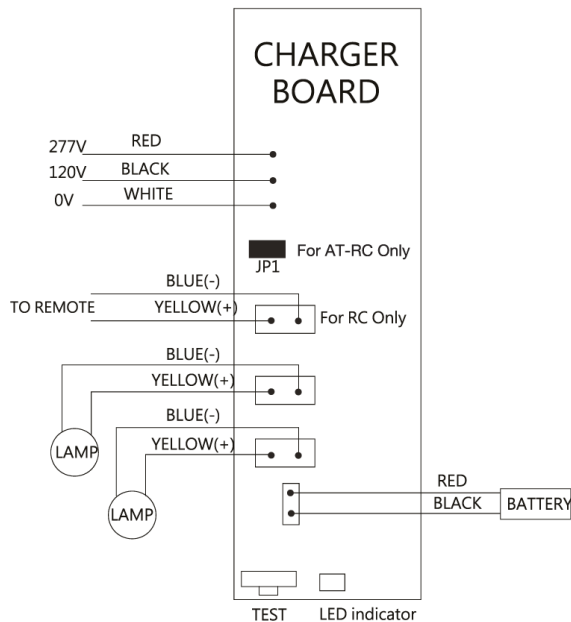 CHARGER
BOARD
277V RED
120V BLACK
0V WHITE
For AT-RC Only
JP1
BLUE(-)
TO REMOTE YELLOW(+) For RC Only
BLUE(-)
YELLOW(+)
BLUE(-)
YELLOW(+)
LAMP
LAMP
RED
BLACK BATTERY
TEST LED indicator